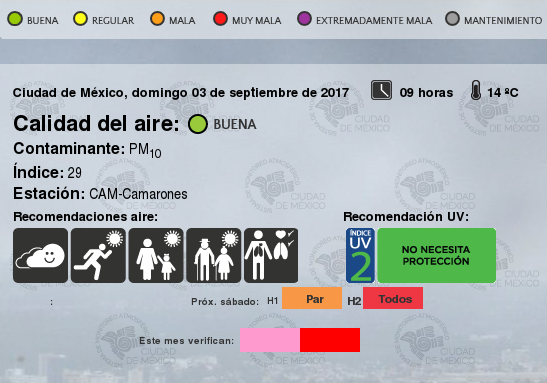 BUENA REGULAR MALA MUY MALA EXTREMADAMENTE MALA MANTENIMIENTO
Ciudad de México, domingo 03 de septiembre de 2017 09 horas 14 ºC
Calidad del aire: BUENA
Contaminante: PM10
Índice: 29
Estación: CAM-Camarones
Recomendaciones aire: Recomendación UV:
ÍNDICE
UV
2
NO NECESITA
PROTECCIÓN
: Próx. sábado: H1 Par H2 Todos
Este mes verifican: